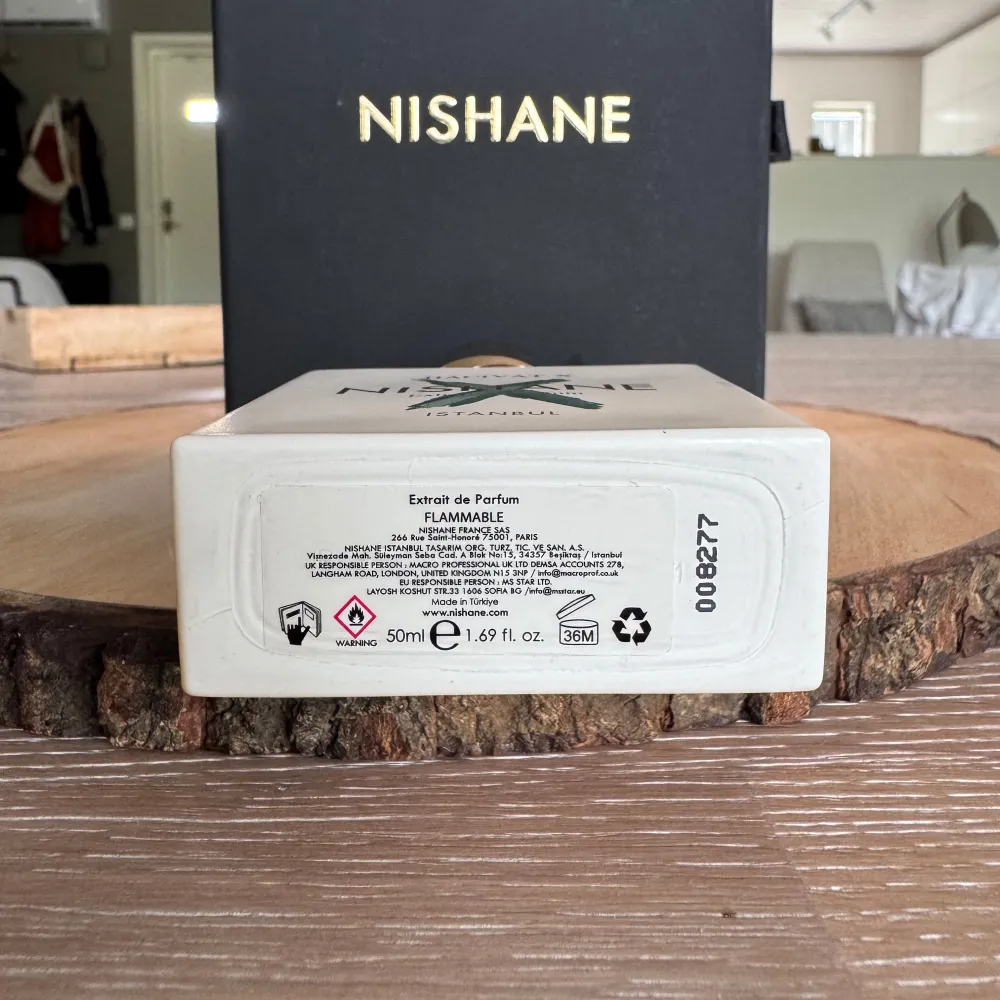 NISHANE
HACIVAT X
NISHANE
ISTANBUL
Extrait de Parfum
FLAMMABLE
NISHANE FRANCE SAS
266 Rue Saint-Honoré 75001, PARIS
NISHANE ISTANBUL TASARIM ORG. TURZ. TIC. VE SAN. A.S.
Visnezade Mah. Süleyman Seba Cad. A Blok No:15, 34357 Beşiktaş / Istanbul
UK RESPONSIBLE PERSON : MACRO PROFESSIONAL UK LTD DEMSA ACCOUNTS 278,
LANGHAM ROAD, LONDON, UNITED KINGDOM N15 3NP / info@macroprof.co.uk
EU RESPONSIBLE PERSON : MS STAR LTD.
LAYOSH KOSHUT STR.33 1606 SOFIA BG /info@msstar.eu
Made in Türkiye
www.nishane.com
WARNING
50ml e 1.69 fl. oz.
36M
008277